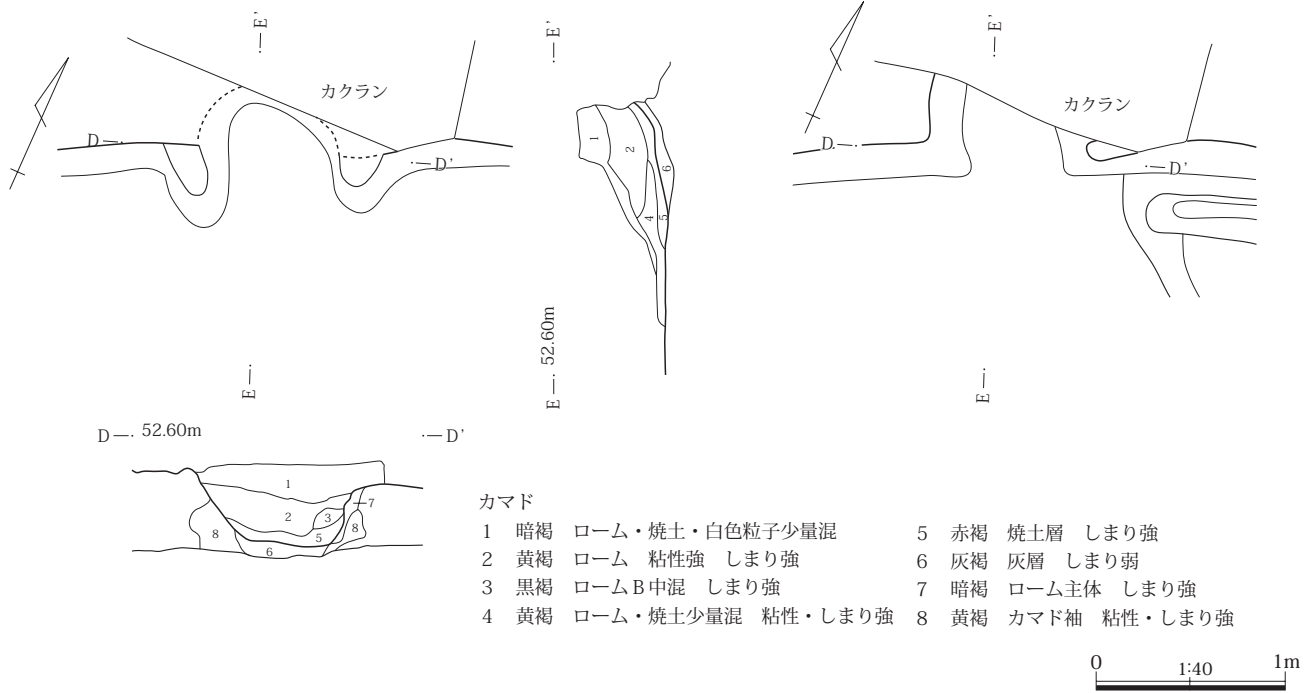 E'
カクラン
D
D'
E
E'
1
2
6
4
5
E 52.60m
E'
カクラン
D
D'
E
D 52.60m
D'
1
2
3
7
8
5
8
6
カマド
1 暗褐 ローム・焼土・白色粒子少量混
2 黄褐 ローム 粘性強 しまり強
3 黒褐 ロームB中混 しまり強
4 黄褐 ローム・焼土少量混 粘性・しまり強
5 赤褐 焼土層 しまり強
6 灰褐 灰層 しまり弱
7 暗褐 ローム主体 しまり強
8 黄褐 カマド袖 粘性・しまり強
0 1:40 1m